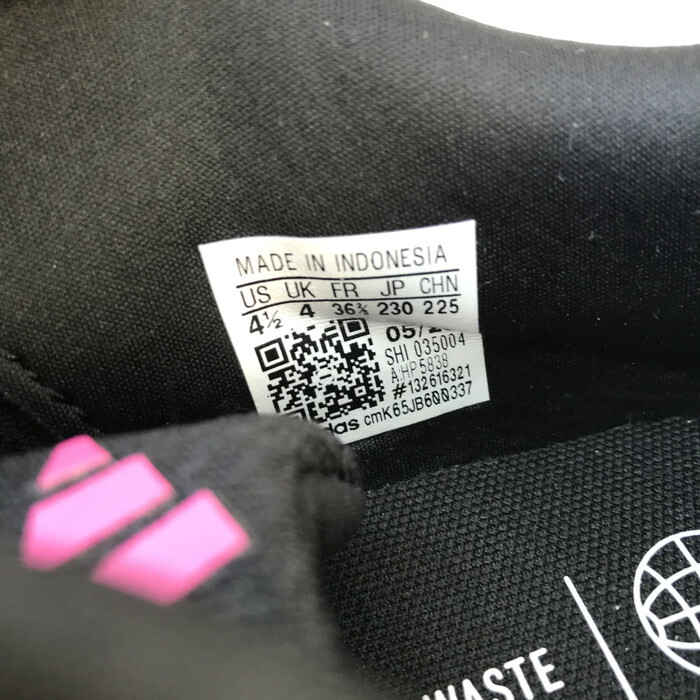 MADE IN INDONESIA
US UK FR JP CHN
4½ 4 36⅔ 230 225
SHI 035004
A:HP5838
#132616321
cmK65JB600337
WASTE